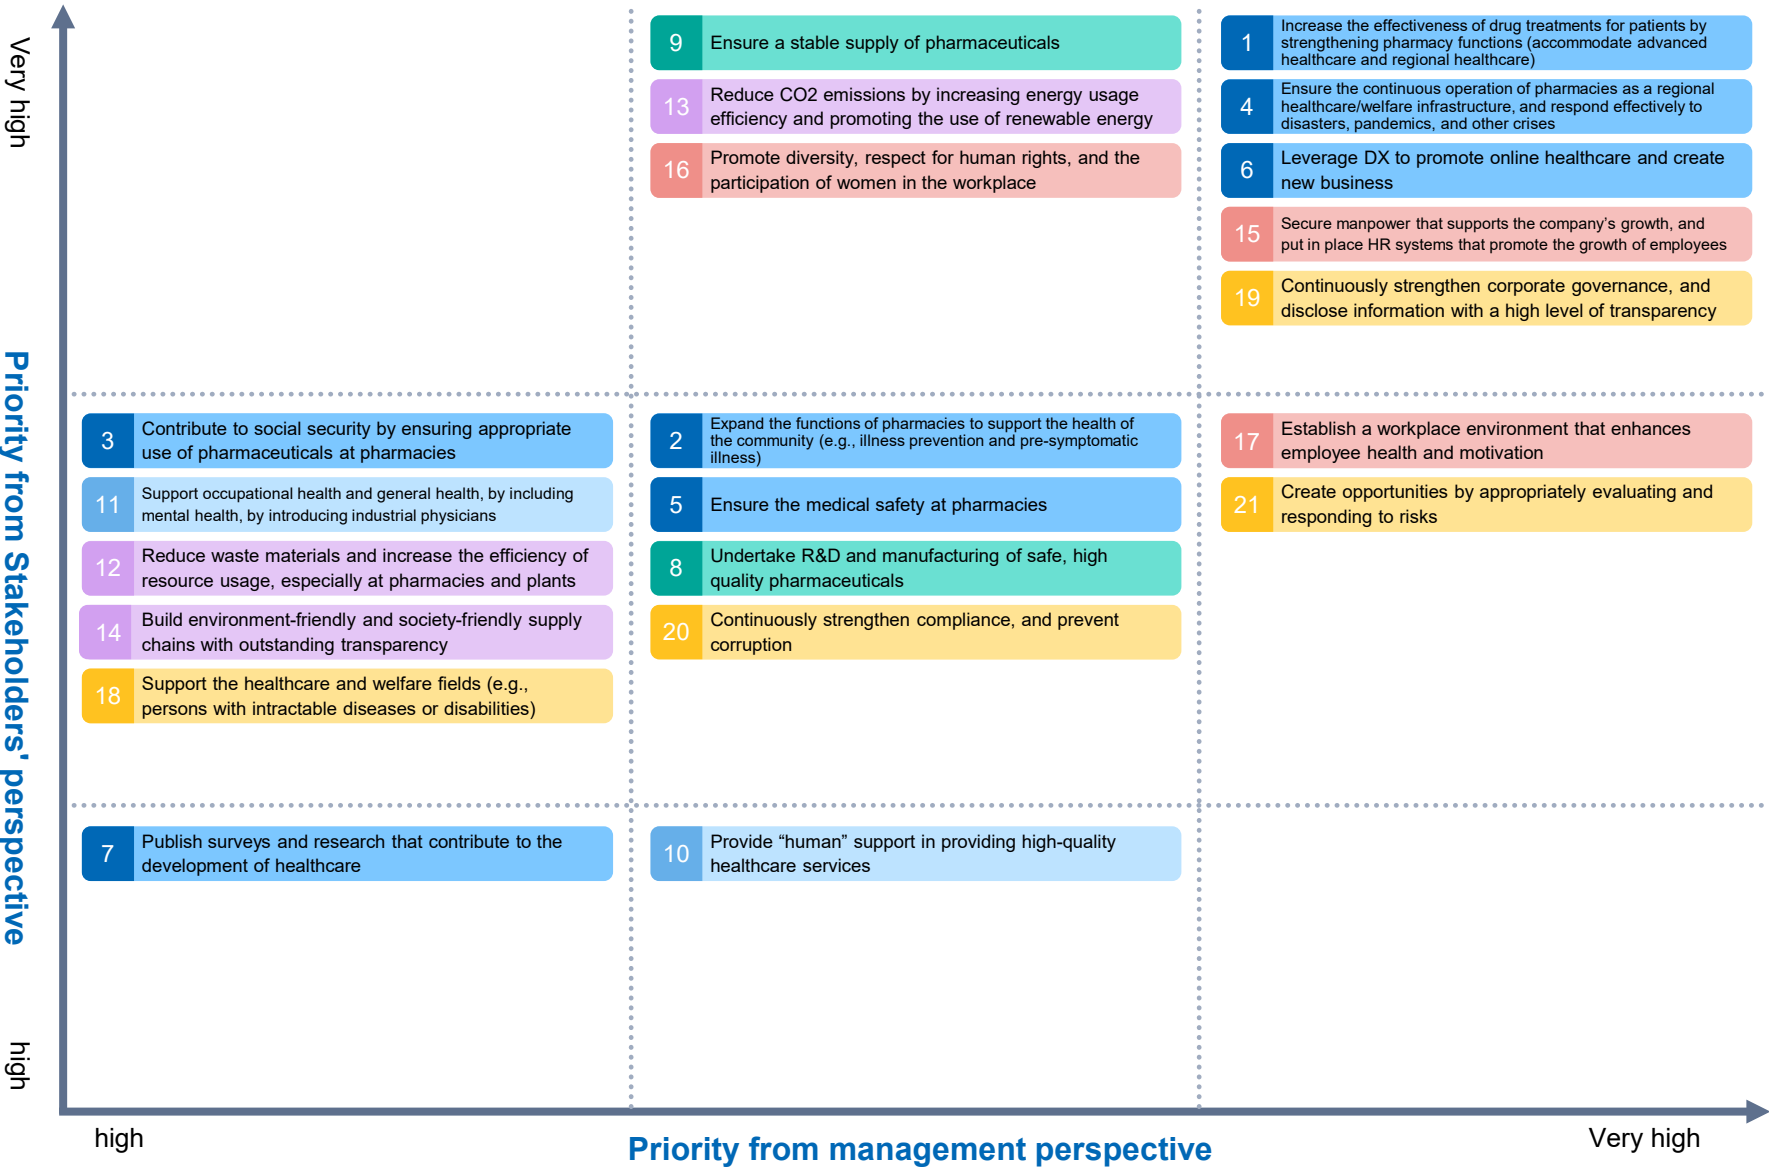 Very high
Priority from Stakeholders' perspective
high
9
Ensure a stable supply of pharmaceuticals
13
Reduce CO2 emissions by increasing energy usage
efficiency and promoting the use of renewable energy
16
Promote diversity, respect for human rights, and the
participation of women in the workplace
1
Increase the effectiveness of drug treatments for patients by
strengthening pharmacy functions (accommodate advanced
healthcare and regional healthcare)
4
Ensure the continuous operation of pharmacies as a regional
healthcare/welfare infrastructure, and respond effectively to
disasters, pandemics, and other crises
6
Leverage DX to promote online healthcare and create
new business
15
Secure manpower that supports the company's growth, and
put in place HR systems that promote the growth of employees
19
Continuously strengthen corporate governance, and
disclose information with a high level of transparency
3
Contribute to social security by ensuring appropriate
use of pharmaceuticals at pharmacies
11
Support occupational health and general health, by including
mental health, by introducing industrial physicians
12
Reduce waste materials and increase the efficiency of
resource usage, especially at pharmacies and plants
14
Build environment-friendly and society-friendly supply
chains with outstanding transparency
18
Support the healthcare and welfare fields (e.g.,
persons with intractable diseases or disabilities)
2
Expand the functions of pharmacies to support the health of
the community (e.g., illness prevention and pre-symptomatic
illness)
5
Ensure the medical safety at pharmacies
8
Undertake R&D and manufacturing of safe, high
quality pharmaceuticals
20
Continuously strengthen compliance, and prevent
corruption
17
Establish a workplace environment that enhances
employee health and motivation
21
Create opportunities by appropriately evaluating and
responding to risks
7
Publish surveys and research that contribute to the
development of healthcare
10
Provide “human” support in providing high-quality
healthcare services
high
Priority from management perspective
Very high